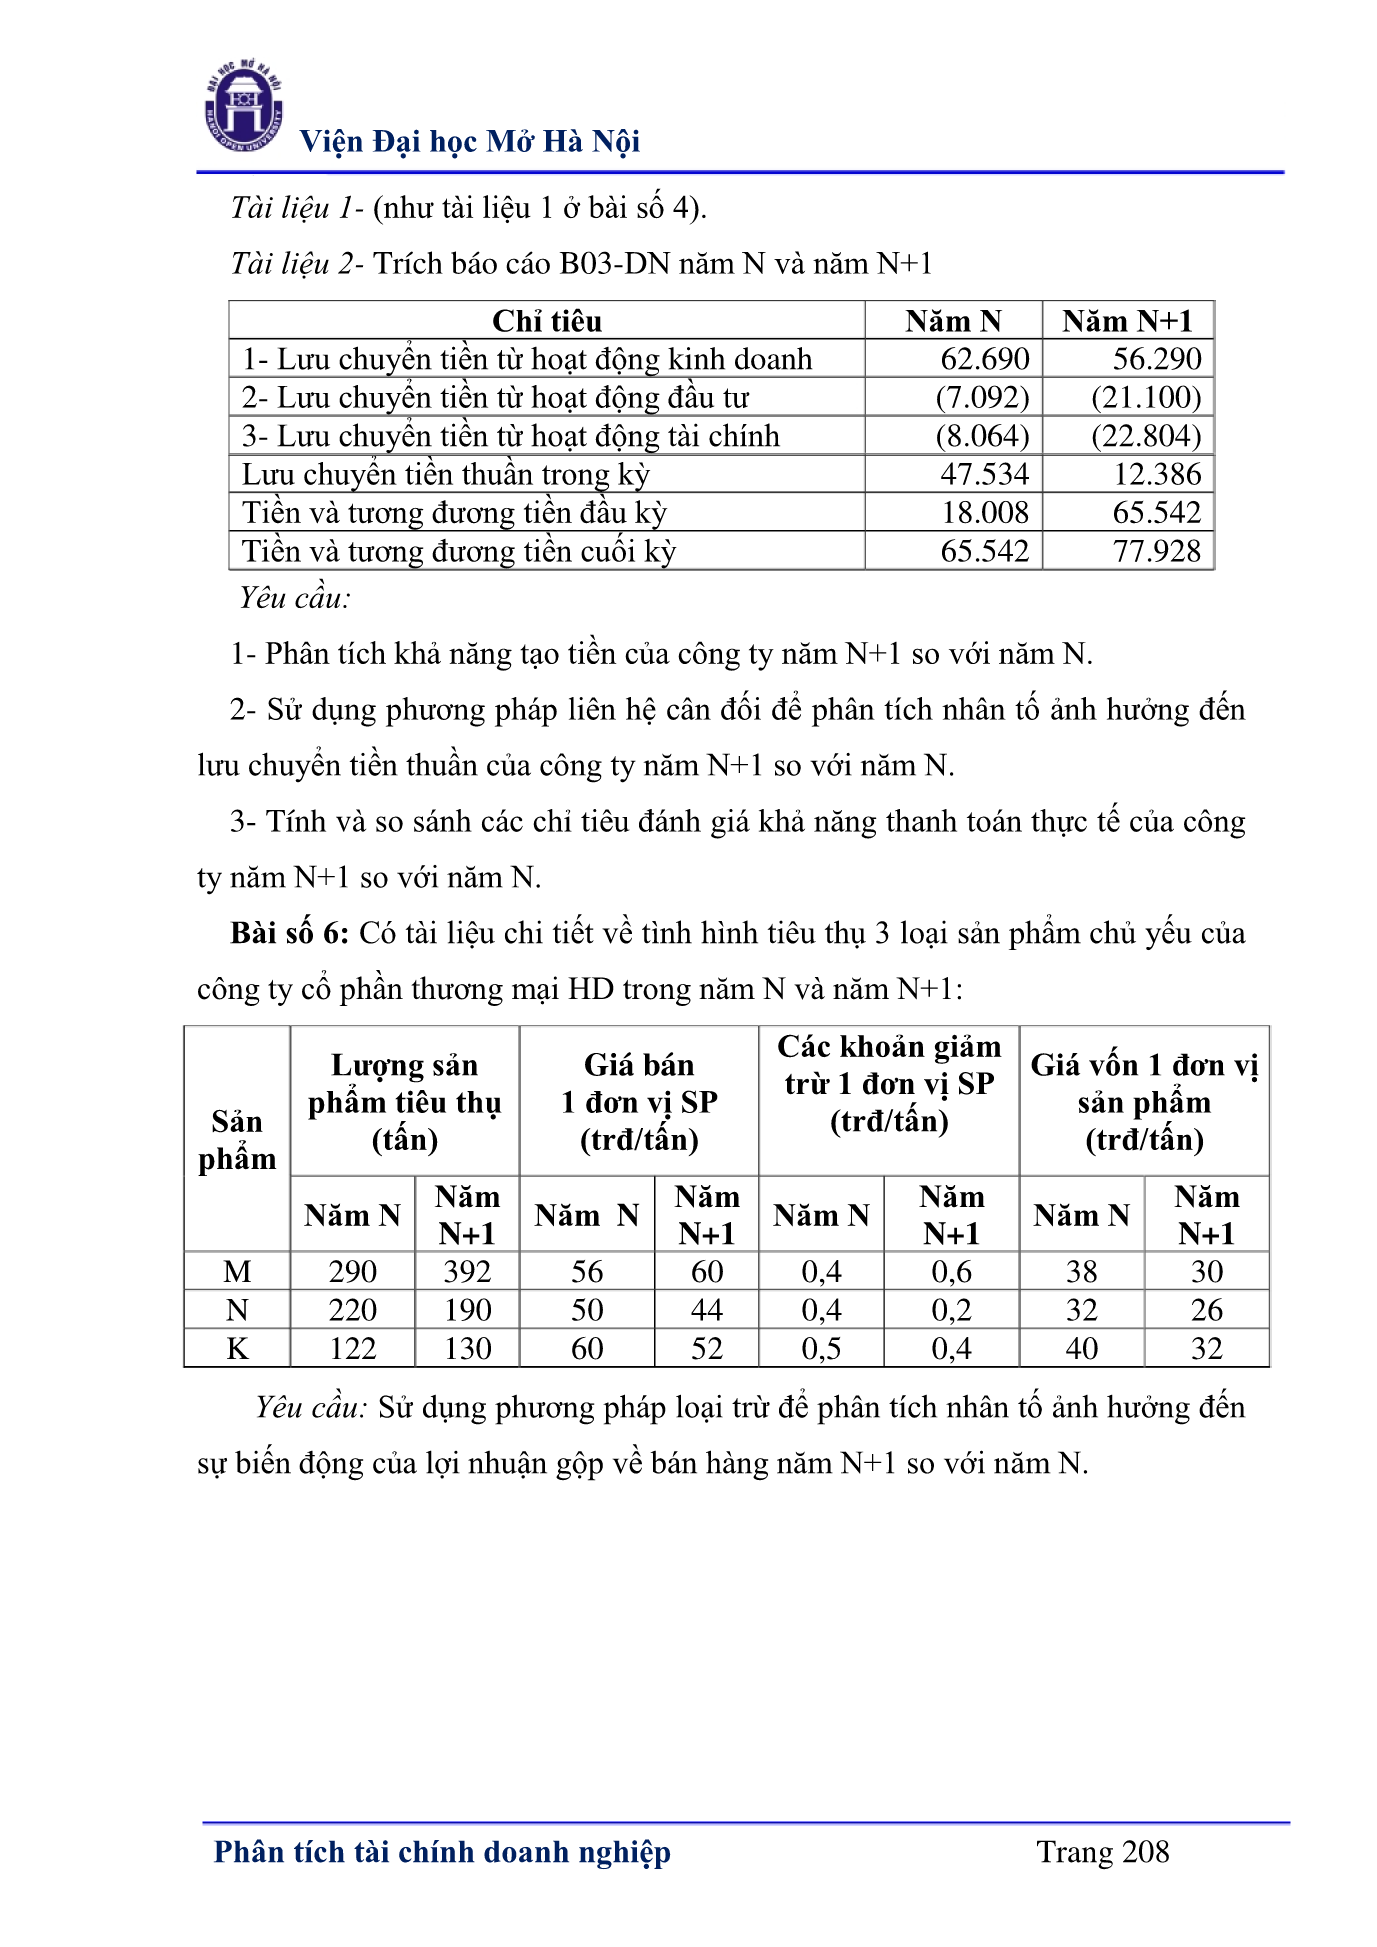 ĐẠI HỌC MỞ HÀ NỘI
HANOI OPEN UNIVERSITY
Viện Đại học Mở Hà Nội
Tài liệu 1- (như tài liệu 1 ở bài số 4).
Tài liệu 2- Trích báo cáo B03-DN năm N và năm N+1
Chỉ tiêu Năm N Năm N+1
1- Lưu chuyển tiền từ hoạt động kinh doanh 62.690 56.290
2- Lưu chuyển tiền từ hoạt động đầu tư (7.092) (21.100)
3- Lưu chuyển tiền từ hoạt động tài chính (8.064) (22.804)
Lưu chuyển tiền thuần trong kỳ 47.534 12.386
Tiền và tương đương tiền đầu kỳ 18.008 65.542
Tiền và tương đương tiền cuối kỳ 65.542 77.928
Yêu cầu:
1- Phân tích khả năng tạo tiền của công ty năm N+1 so với năm N.
2- Sử dụng phương pháp liên hệ cân đối để phân tích nhân tố ảnh hưởng đến
lưu chuyển tiền thuần của công ty năm N+1 so với năm N.
3- Tính và so sánh các chỉ tiêu đánh giá khả năng thanh toán thực tế của công
ty năm N+1 so với năm N.
Bài số 6: Có tài liệu chi tiết về tình hình tiêu thụ 3 loại sản phẩm chủ yếu của
công ty cổ phần thương mại HD trong năm N và năm N+1:
Sản
phẩm
Lượng sản
phẩm tiêu thụ
(tấn)
Giá bán
1 đơn vị SP
(trđ/tấn)
Các khoản giảm
trừ 1 đơn vị SP
(trđ/tấn)
Giá vốn 1 đơn vị
sản phẩm
(trđ/tấn)
Năm N
Năm
N+1
Năm N
Năm
N+1
Năm N
Năm
N+1
Năm N
Năm
N+1
M 290 392 56 60 0,4 0,6 38 30
N 220 190 50 44 0,4 0,2 32 26
K 122 130 60 52 0,5 0,4 40 32
Yêu cầu: Sử dụng phương pháp loại trừ để phân tích nhân tố ảnh hưởng đến
sự biến động của lợi nhuận gộp về bán hàng năm N+1 so với năm N.
Phân tích tài chính doanh nghiệp Trang 208